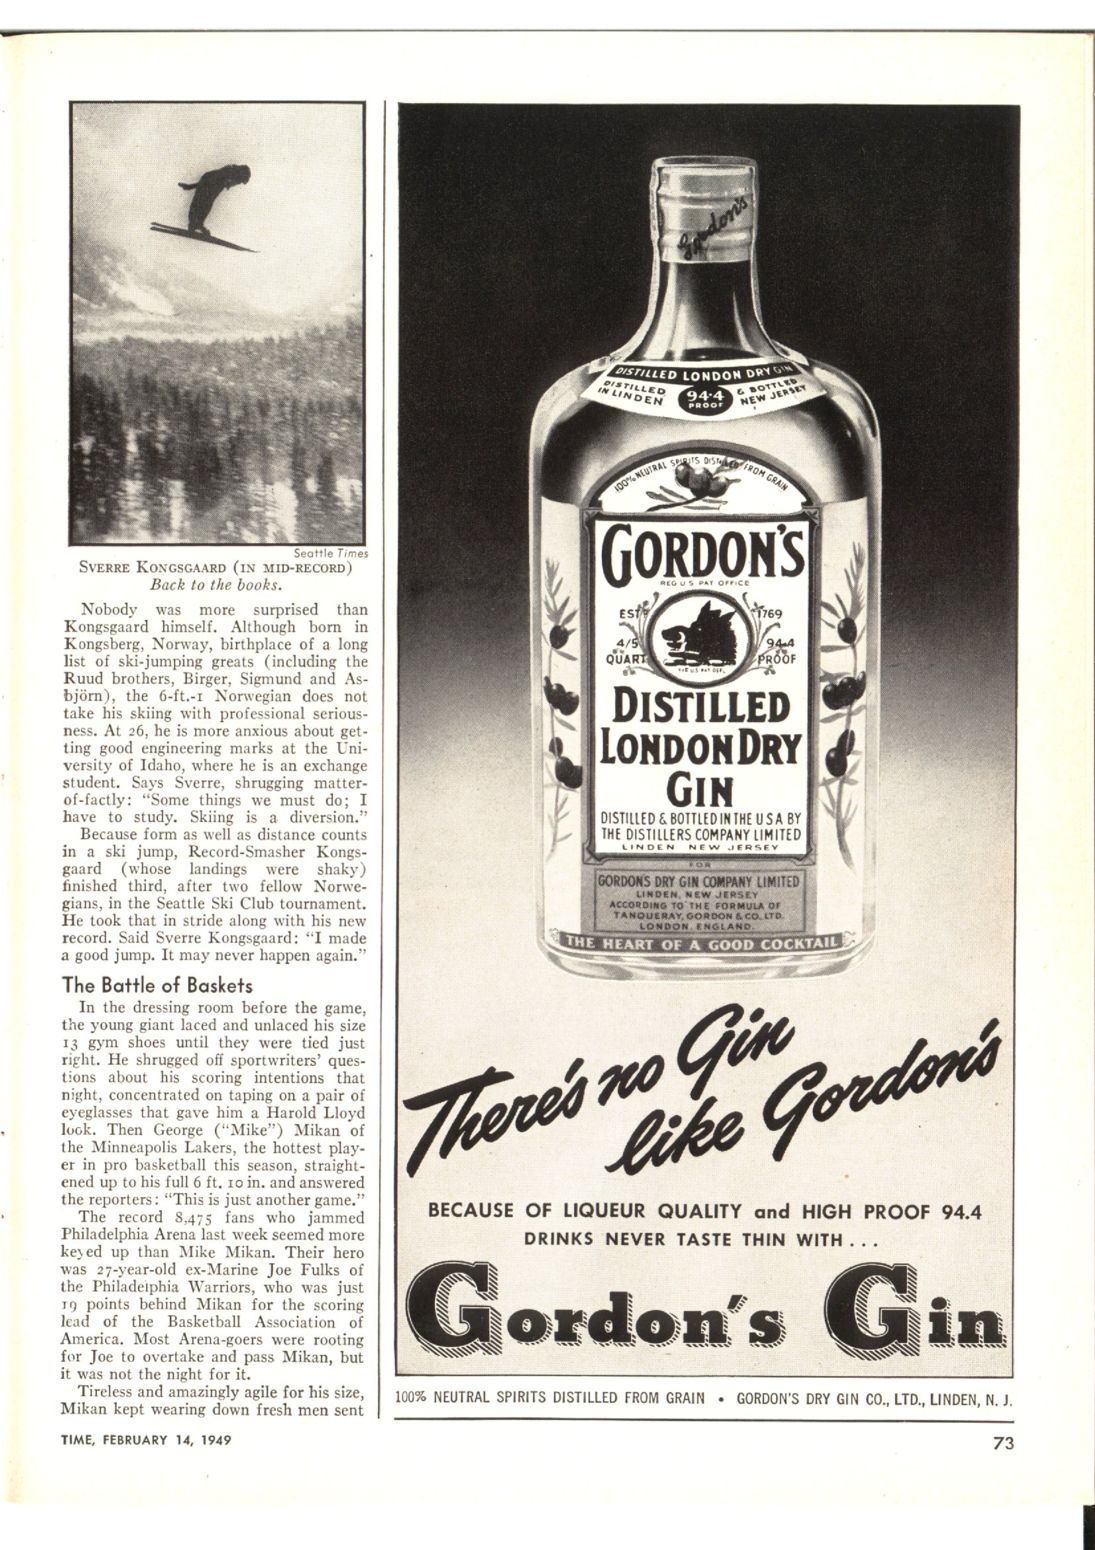 Seattle Times
SVERRE KONGSGAARD (IN MID-RECORD)
Back to the books.
Nobody was more surprised than
Kongsgaard himself. Although born in
Kongsberg, Norway, birthplace of a long
list of ski-jumping greats (including the
Ruud brothers, Birger, Sigmund and As-
björn), the 6-ft.-1 Norwegian does not
take his skiing with professional serious-
ness. At 26, he is more anxious about get-
ting good engineering marks at the Uni-
versity of Idaho, where he is an exchange
student. Says Sverre, shrugging matter-
of-factly: “Some things we must do; I
have to study. Skiing is a diversion.”
Because form as well as distance counts
in a ski jump, Record-Smasher Kongs-
gaard (whose landings were shaky)
finished third, after two fellow Norwe-
gians, in the Seattle Ski Club tournament.
He took that in stride along with his new
record. Said Sverre Kongsgaard: “I made
a good jump. It may never happen again.”
The Battle of Baskets
In the dressing room before the game,
the young giant laced and unlaced his size
13 gym shoes until they were tied just
right. He shrugged off sportwriters’ ques-
tions about his scoring intentions that
night, concentrated on taping on a pair of
eyeglasses that gave him a Harold Lloyd
look. Then George (“Mike”) Mikan of
the Minneapolis Lakers, the hottest play-
er in pro basketball this season, straight-
ened up to his full 6 ft. 10 in. and answered
the reporters: “This is just another game.”
The record 8,475 fans who jammed
Philadelphia Arena last week seemed more
keyed up than Mike Mikan. Their hero
was 27-year-old ex-Marine Joe Fulks of
the Philadelphia Warriors, who was just
19 points behind Mikan for the scoring
lead of the Basketball Association of
America. Most Arena-goers were rooting
for Joe to overtake and pass Mikan, but
it was not the night for it.
Tireless and amazingly agile for his size,
Mikan kept wearing down fresh men sent
Gordon's
DISTILLED LONDON DRY GIN
DISTILLED IN LINDEN 94·4 PROOF & BOTTLED NEW JERSEY
100% NEUTRAL SPIRITS DISTILLED FROM GRAIN
GORDON'S
REG U S PAT OFFICE
ESTD 1769
4/5 QUART 94·4 PROOF
REG U S PAT OFF.
DISTILLED
LONDON DRY
GIN
DISTILLED & BOTTLED IN THE U S A BY
THE DISTILLERS COMPANY LIMITED
LINDEN NEW JERSEY
FOR
GORDON'S DRY GIN COMPANY LIMITED
LINDEN, NEW JERSEY
ACCORDING TO THE FORMULA OF
TANQUERAY, GORDON & CO. LTD.
LONDON, ENGLAND.
THE HEART OF A GOOD COCKTAIL
There's no Gin
like Gordon's
BECAUSE OF LIQUEUR QUALITY and HIGH PROOF 94.4
DRINKS NEVER TASTE THIN WITH . . .
Gordon's Gin
100% NEUTRAL SPIRITS DISTILLED FROM GRAIN • GORDON'S DRY GIN CO., LTD., LINDEN, N. J.
TIME, FEBRUARY 14, 1949
73